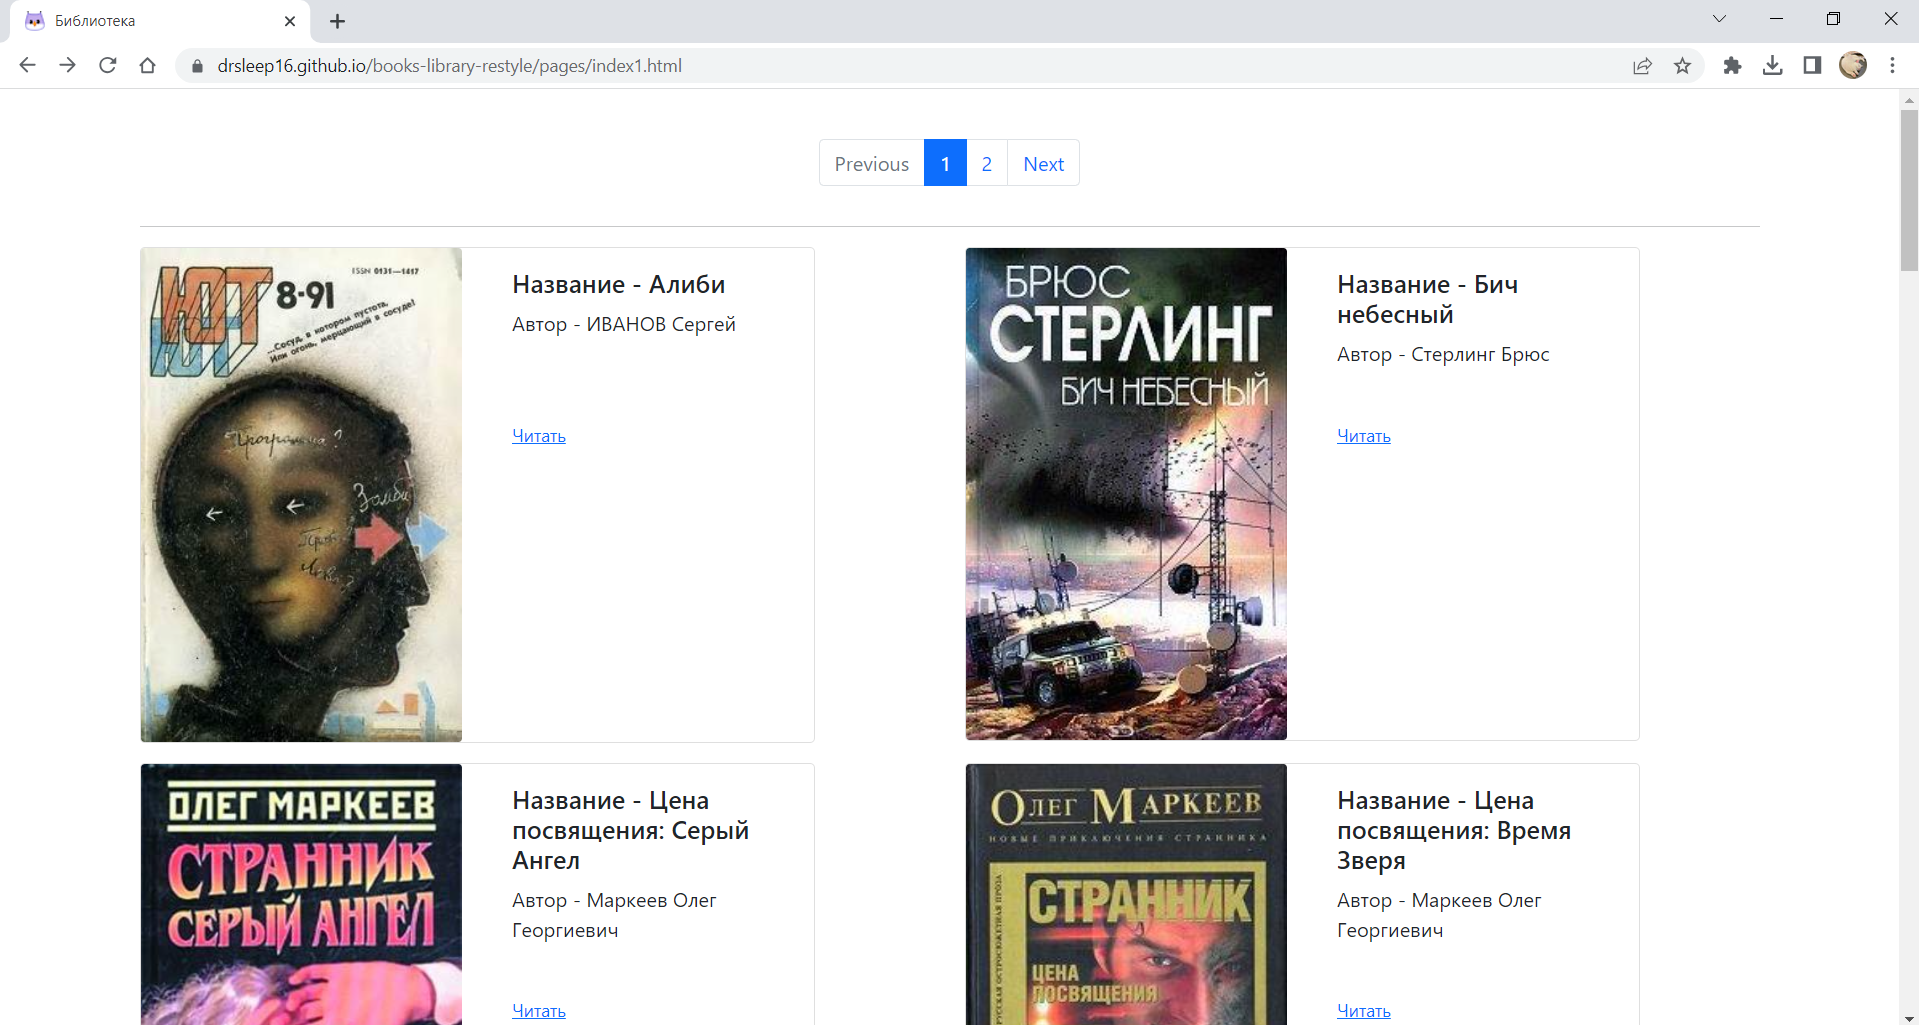 Библиотека
drsleep16.github.io/books-library-restyle/pages/index1.html
Previous 1 2 Next
ЮТ
ЮТ
8-91
ISSN 0131—1417
...Сосуд, в котором пустота,
Или огонь, мерцающий в сосуде!
Программа?
Зомби
Название - Алиби
Автор - ИВАНОВ Сергей
Читать
БРЮС
СТЕРЛИНГ
БИЧ НЕБЕСНЫЙ
Название - Бич
небесный
Автор - Стерлинг Брюс
Читать
ОЛЕГ МАРКЕЕВ
СТРАННИК
СЕРЫЙ АНГЕЛ
Название - Цена
посвящения: Серый
Ангел
Автор - Маркеев Олег
Георгиевич
Читать
ОЛЕГ МАРКЕЕВ
НОВЫЕ ПРИКЛЮЧЕНИЯ СТРАННИКА
РУССКАЯ ОСТРОСЮЖЕТНАЯ ПРОЗА
СТРАННИК
ЦЕНА
ПОСВЯЩЕНИЯ
Название - Цена
посвящения: Время
Зверя
Автор - Маркеев Олег
Георгиевич
Читать